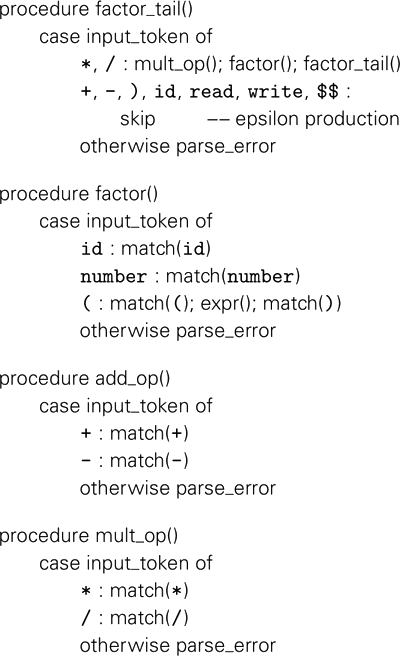 procedure factor_tail()
case input_token of
*, / : mult_op(); factor(); factor_tail()
+, -, ), id, read, write, $$ :
skip −− epsilon production
otherwise parse_error
procedure factor()
case input_token of
id : match(id)
number : match(number)
( : match((); expr(); match())
otherwise parse_error
procedure add_op()
case input_token of
+ : match(+)
- : match(-)
otherwise parse_error
procedure mult_op()
case input_token of
* : match(*)
/ : match(/)
otherwise parse_error